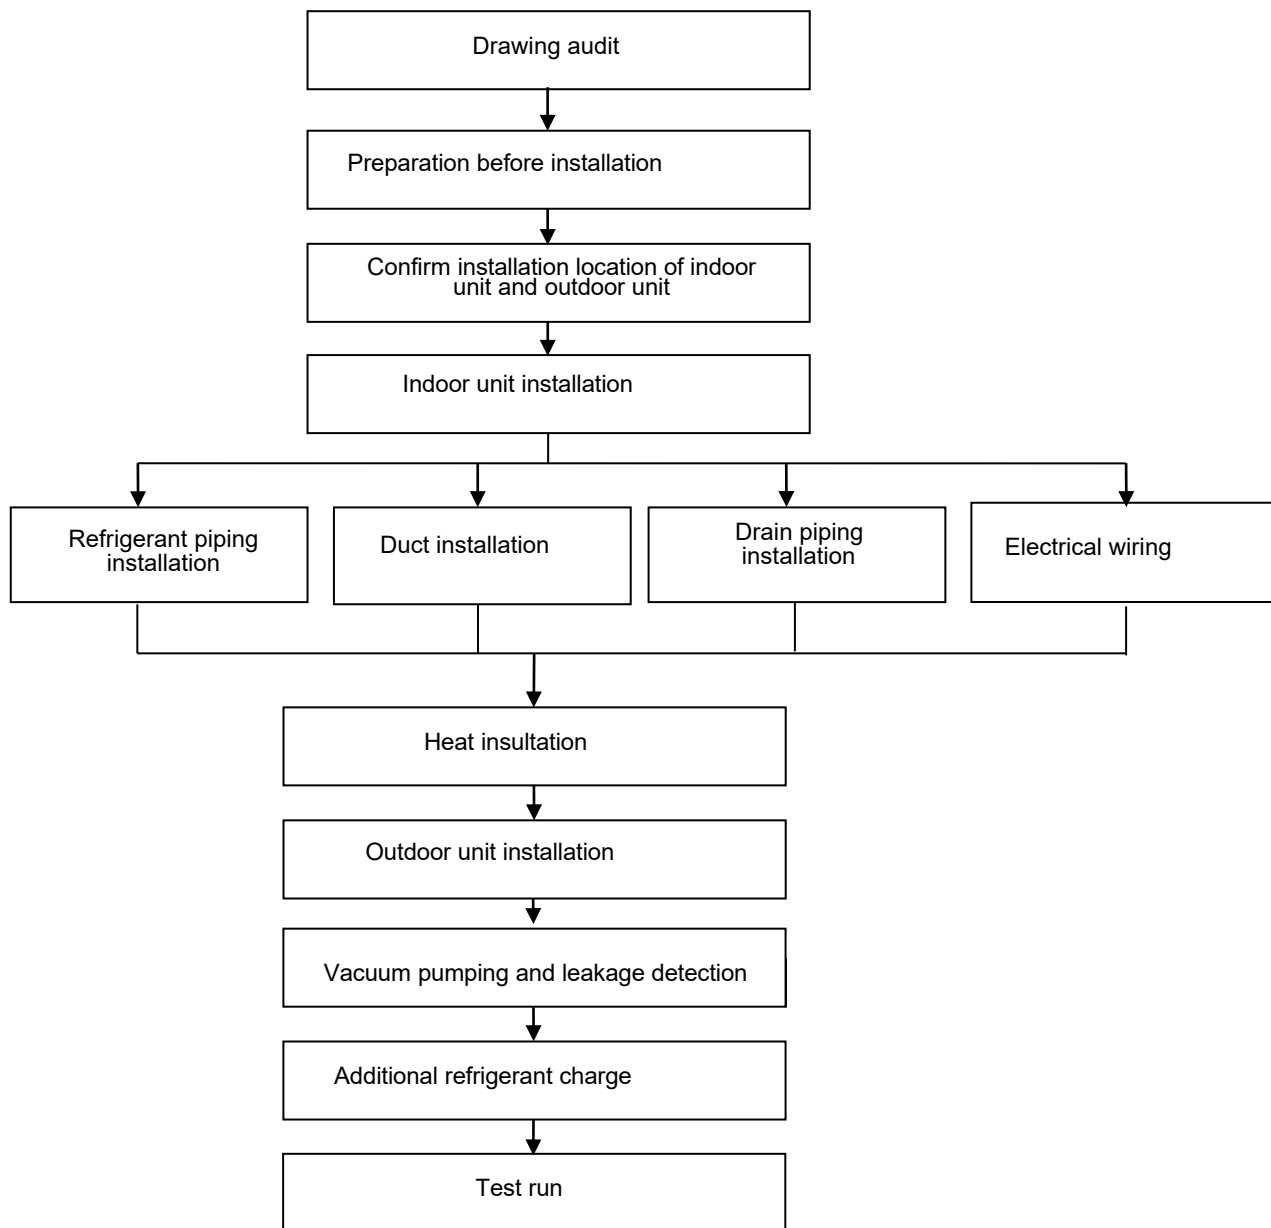 Drawing audit
Preparation before installation
Confirm installation location of indoor
unit and outdoor unit
Indoor unit installation
Refrigerant piping
installation
Duct installation
Drain piping
installation
Electrical wiring
Heat insultation
Outdoor unit installation
Vacuum pumping and leakage detection
Additional refrigerant charge
Test run